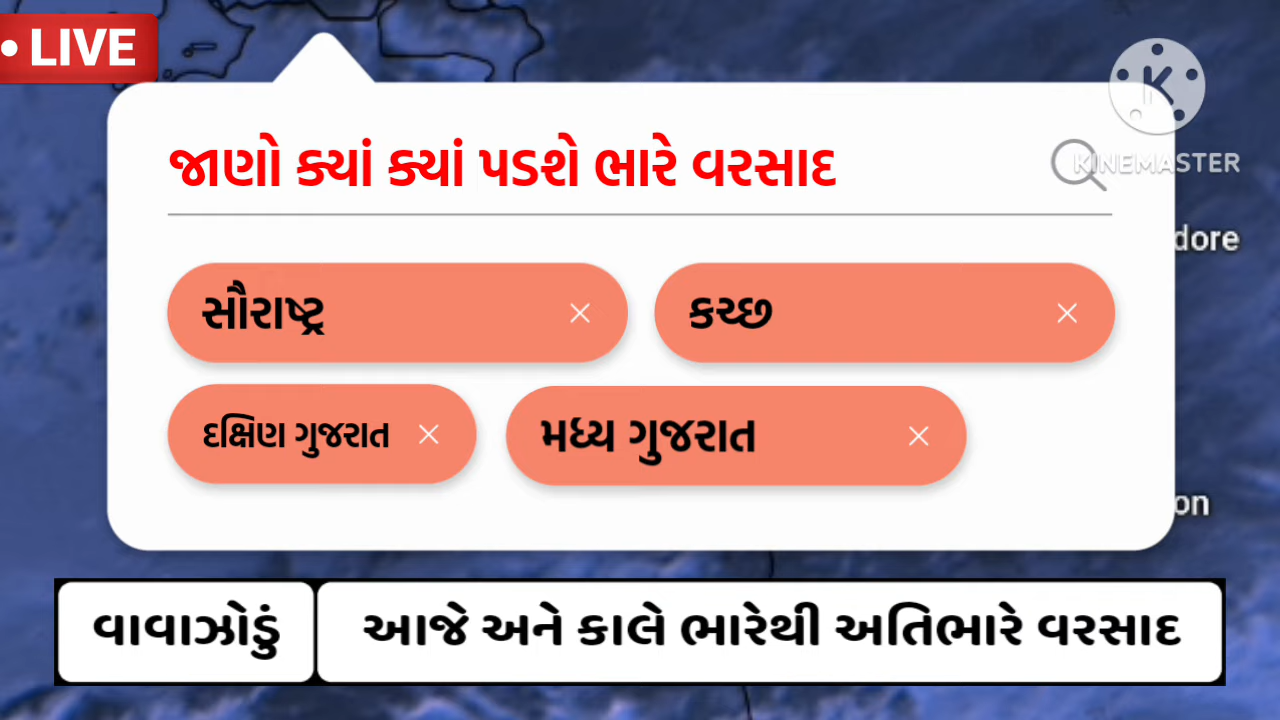 LIVE
જાણો ક્યાં ક્યાં પડશે ભારે વરસાદ
KINEMASTER
dore
સૌરાષ્ટ્ર
કચ્છ
દક્ષિણ ગુજરાત
મધ્ય ગુજરાત
on
વાવાઝોડું
આજે અને કાલે ભારેથી અતિભારે વરસાદ